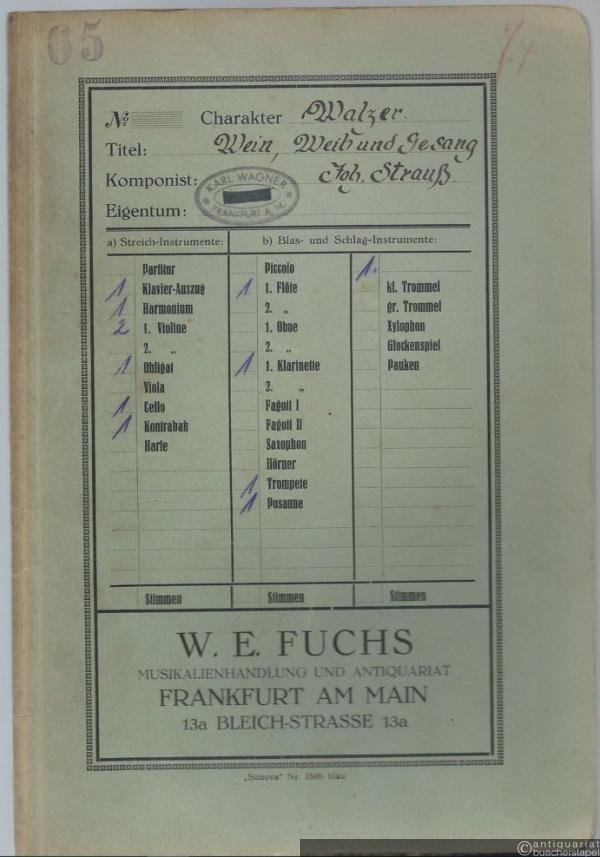 65
7.4
№ Charakter Walzer.
Titel: Wein, Weib und Gesang
Komponist: Joh. Strauß.
KARL WAGNER
FRANKFURT A. M.
Eigentum:
a) Streich-Instrumente:
b) Blas- und Schlag-Instrumente:
Partitur
1 Klavier-Auszug
1 Harmonium
2 1. Violine
2. „
1 Obligat
Viola
1 Cello
1 Kontrabaß
Harfe
Stimmen
Piccolo
1 1. Flöte
2. „
1. Oboe
2. „
1 1. Klarinette
2. „
Fagott I
Fagott II
Saxophon
Hörner
1 Trompete
1 Posaune
Stimmen
1.
kl. Trommel
gr. Trommel
Xylophon
Glockenspiel
Pauken
Stimmen
W. E. FUCHS
MUSIKALIENHANDLUNG UND ANTIQUARIAT
FRANKFURT AM MAIN
13a BLEICH-STRASSE 13a
„Sünova" Nr. 350b blau
antiquariat
buecherstapel